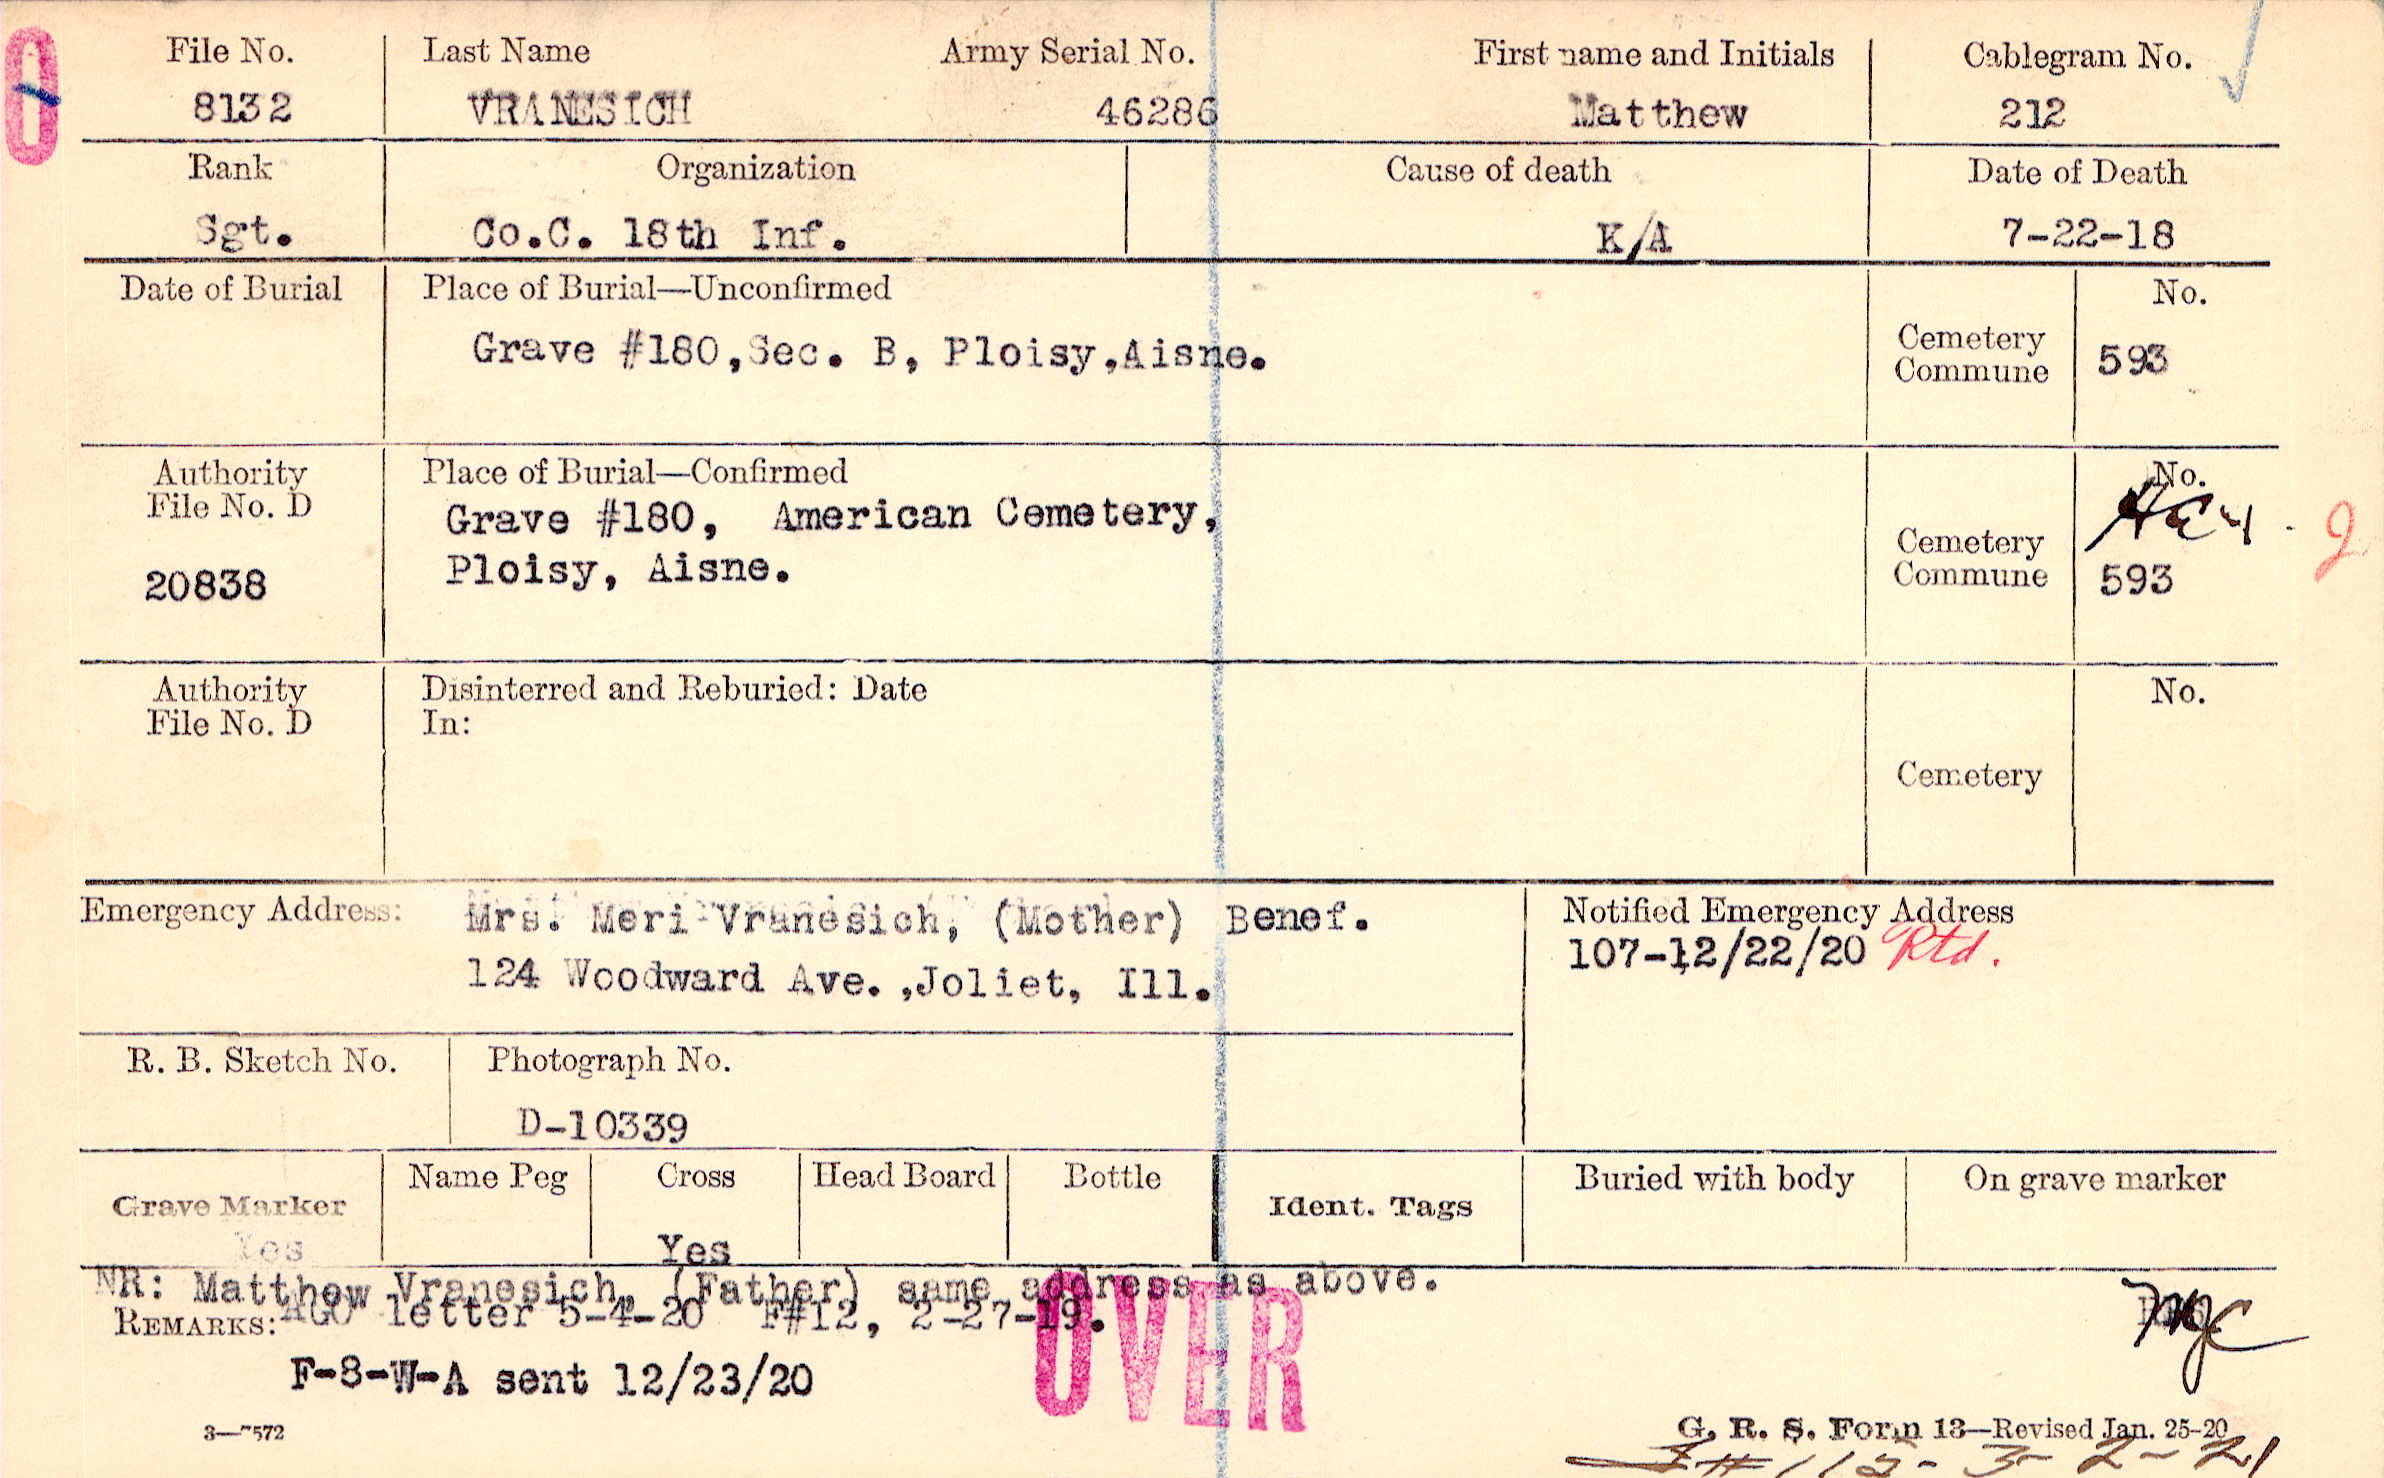 O
File No. Last Name Army Serial No. First name and Initials Cablegram No.
8132 VRANESICH 46286 Matthew 212
Rank Organization Cause of death Date of Death
Sgt. Co.C. 18th Inf. K/A 7-22-18
Date of Burial Place of Burial—Unconfirmed No.
Grave #180,Sec. B, Ploisy,Aisne. Cemetery
Commune 593
Authority Place of Burial—Confirmed No.
File No. D Grave #180, American Cemetery,
Cemetery
20838 Ploisy, Aisne. Commune 593
Authority Disinterred and Reburied: Date No.
File No. D In:
Cemetery
Emergency Address: Mrs. Meri Vranesich, (Mother) Benef. Notified Emergency Address
107-12/22/20 Rtd.
124 Woodward Ave.,Joliet, Ill.
R. B. Sketch No. Photograph No.
D-10339
Grave Marker Name Peg Cross Head Board Bottle Ident. Tags Buried with body On grave marker
Yes Yes
NR: Matthew Vranesich, (Father) same address as above.
REMARKS: AGO letter 5-4-20 F#12, 2-27-19.
F-8-W-A sent 12/23/20
OVER
3—7572 G. R. S. Form 13—Revised Jan. 25-20